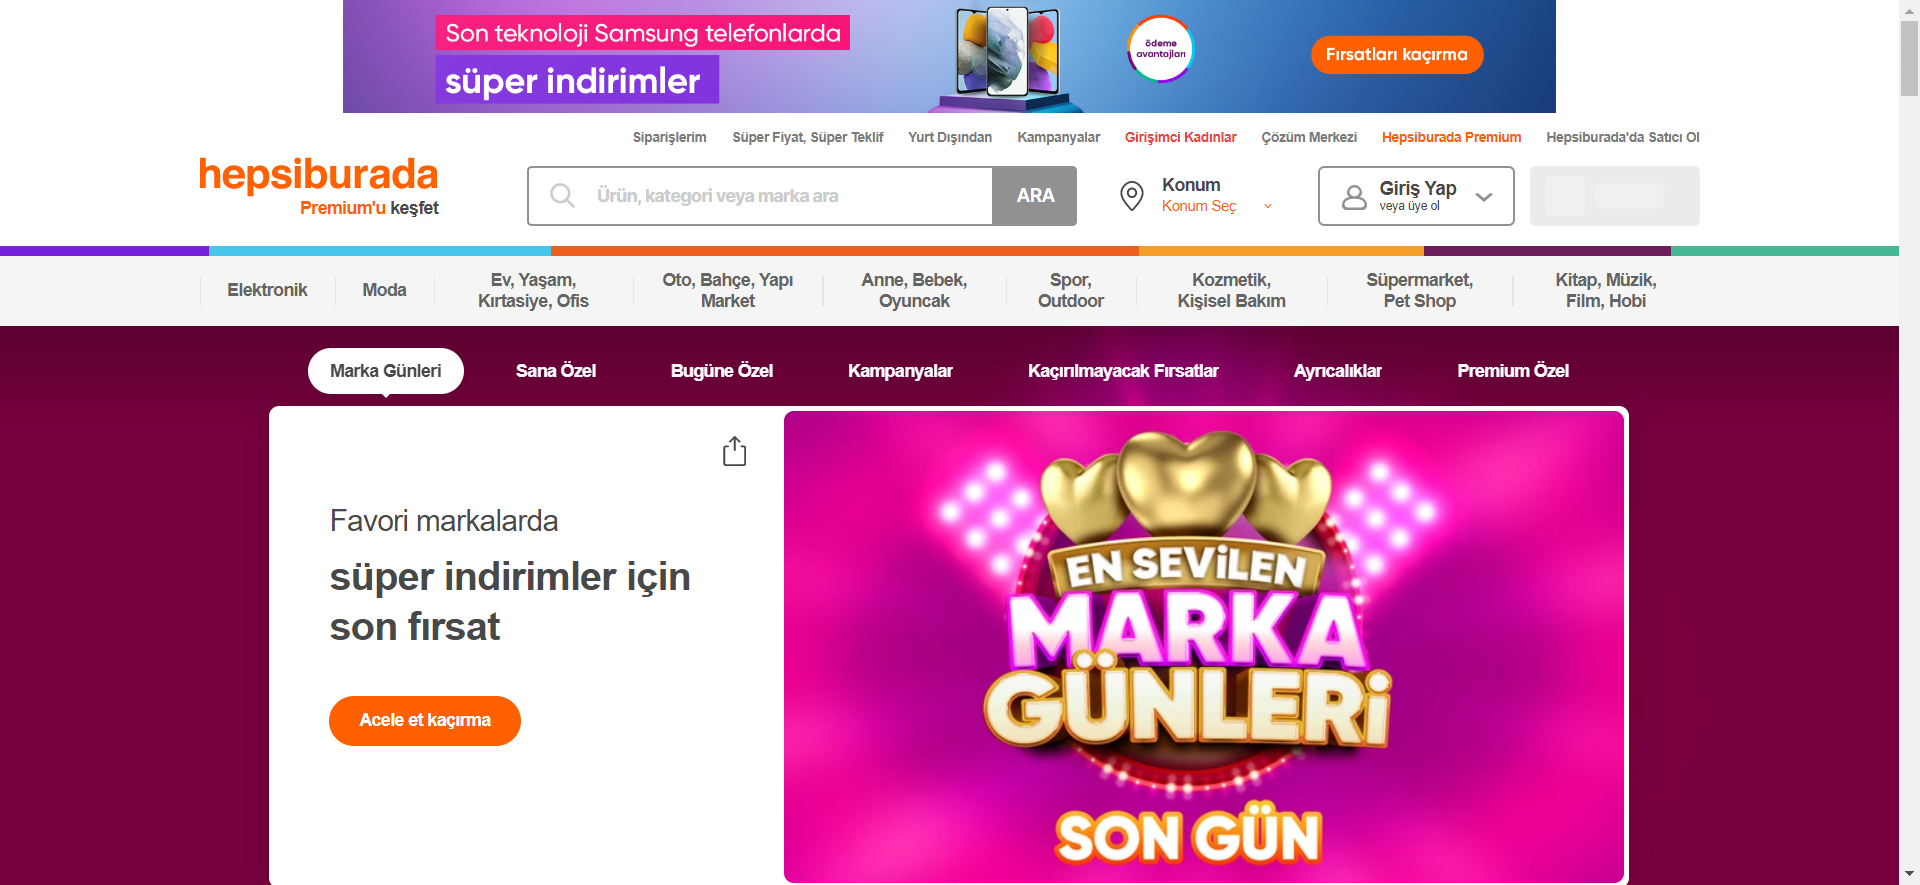 Son teknoloji Samsung telefonlarda
süper indirimler
ödeme
avantajları
Fırsatları kaçırma
Siparişlerim Süper Fiyat, Süper Teklif Yurt Dışından Kampanyalar Girişimci Kadınlar Çözüm Merkezi Hepsiburada Premium Hepsiburada'da Satıcı Ol
hepsiburada
Premium'u keşfet
Ürün, kategori veya marka ara
ARA
Konum
Konum Seç
Giriş Yap
veya üye ol
Elektronik
Moda
Ev, Yaşam,
Kırtasiye, Ofis
Oto, Bahçe, Yapı
Market
Anne, Bebek,
Oyuncak
Spor,
Outdoor
Kozmetik,
Kişisel Bakım
Süpermarket,
Pet Shop
Kitap, Müzik,
Film, Hobi
Marka Günleri Sana Özel Bugüne Özel Kampanyalar Kaçırılmayacak Fırsatlar Ayrıcalıklar Premium Özel
Favori markalarda
süper indirimler için
son fırsat
Acele et kaçırma
EN SEVİLEN
MARKA
GÜNLERİ
SON GÜN